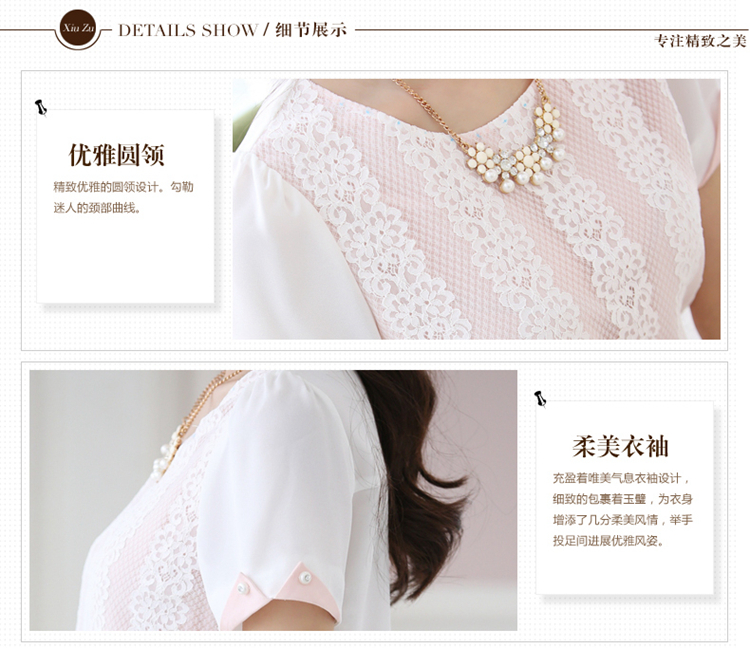 Xiu Zu
DETAILS SHOW / 细节展示
专注精致之美
优雅圆领
精致优雅的圆领设计。勾勒
迷人的颈部曲线。
柔美衣袖
充盈着唯美气息衣袖设计，
细致的包裹着玉璧，为衣身
增添了几分柔美风情，举手
投足间进展优雅风姿。